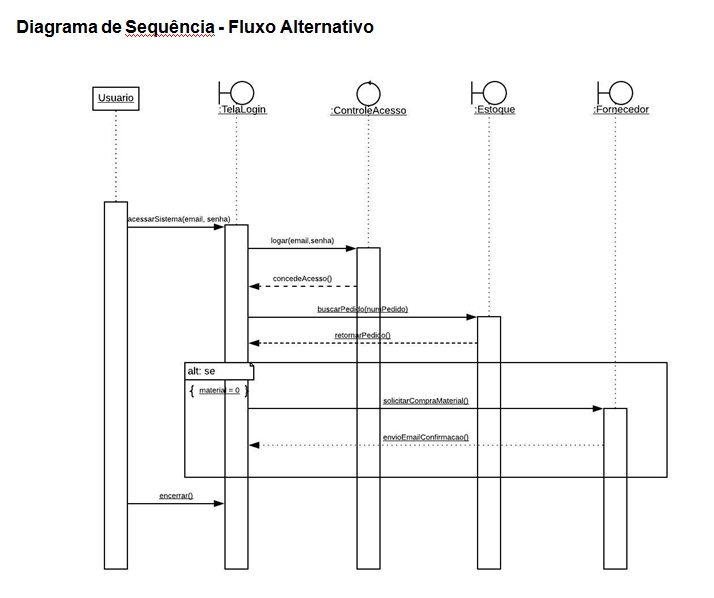 Diagrama de Sequência - Fluxo Alternativo
Usuario
:TelaLogin
:ControleAcesso
:Estoque
:Fornecedor
acessarSistema(email, senha)
logar(email,senha)
concedeAcesso()
buscarPedido(numPedido)
retornarPedido()
alt: se
{ material = 0 }
solicitarCompraMaterial()
envioEmailConfirmacao()
encerrar()